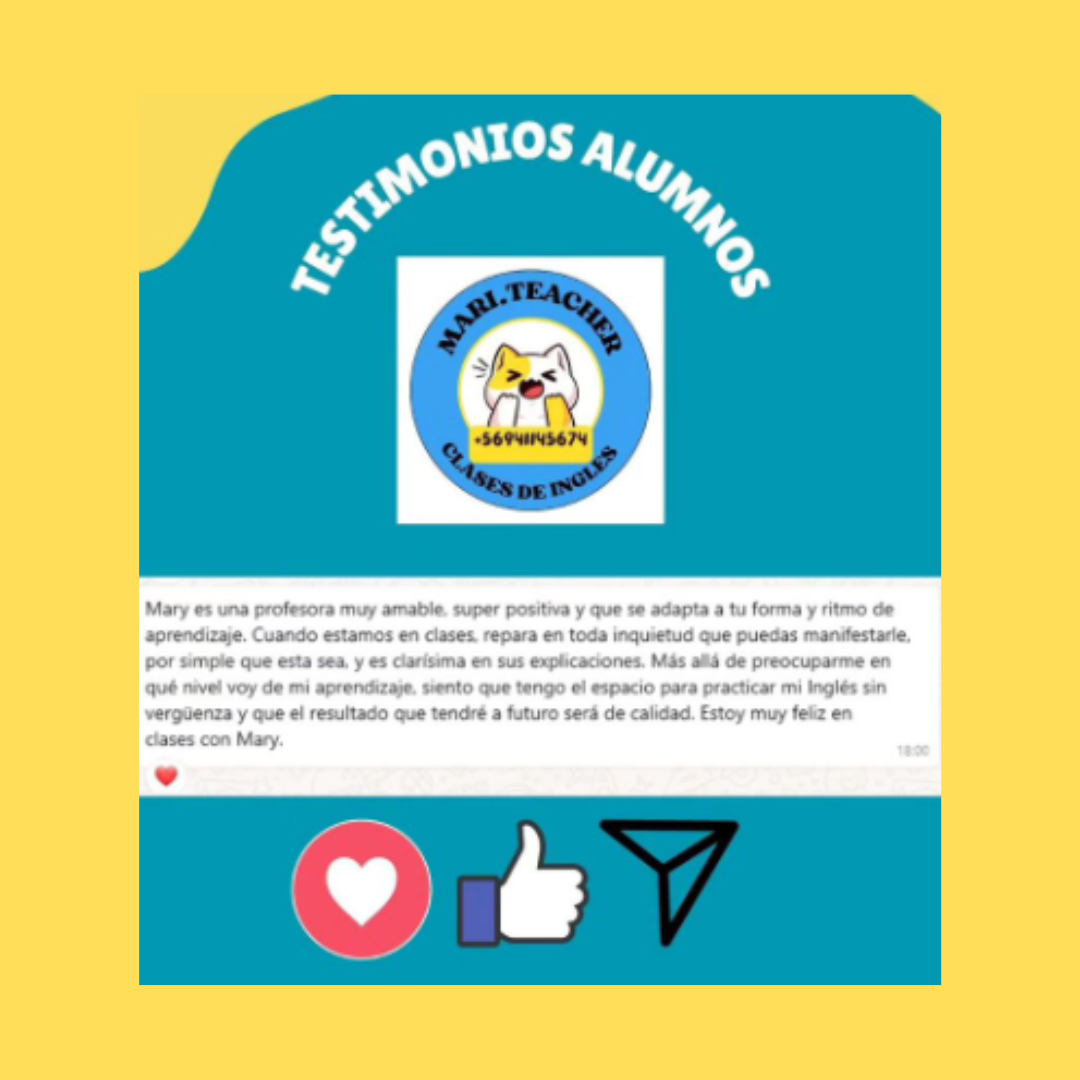 TESTIMONIOS ALUMNOS
MARI.TEACHER
+56941145674
CLASES DE INGLES
Mary es una profesora muy amable, super positiva y que se adapta a tu forma y ritmo de
aprendizaje. Cuando estamos en clases, repara en toda inquietud que puedas manifestarle,
por simple que esta sea, y es clarísima en sus explicaciones. Más allá de preocuparme en
qué nivel voy de mi aprendizaje, siento que tengo el espacio para practicar mi Inglés sin
vergüenza y que el resultado que tendré a futuro será de calidad. Estoy muy feliz en
clases con Mary.
18:00